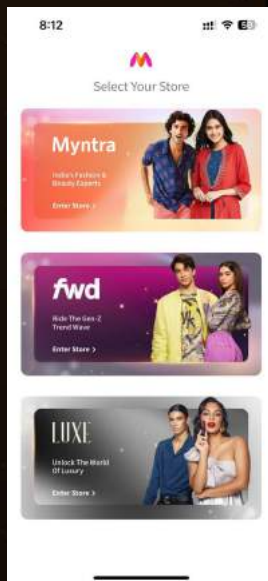 8:12
Select Your Store
Myntra
India's Fashion &
Beauty Experts
Enter Store >
fwd
Ride The Gen-Z
Trend Wave
Enter Store >
LUXE
Unlock The World
Of Luxury
Enter Store >